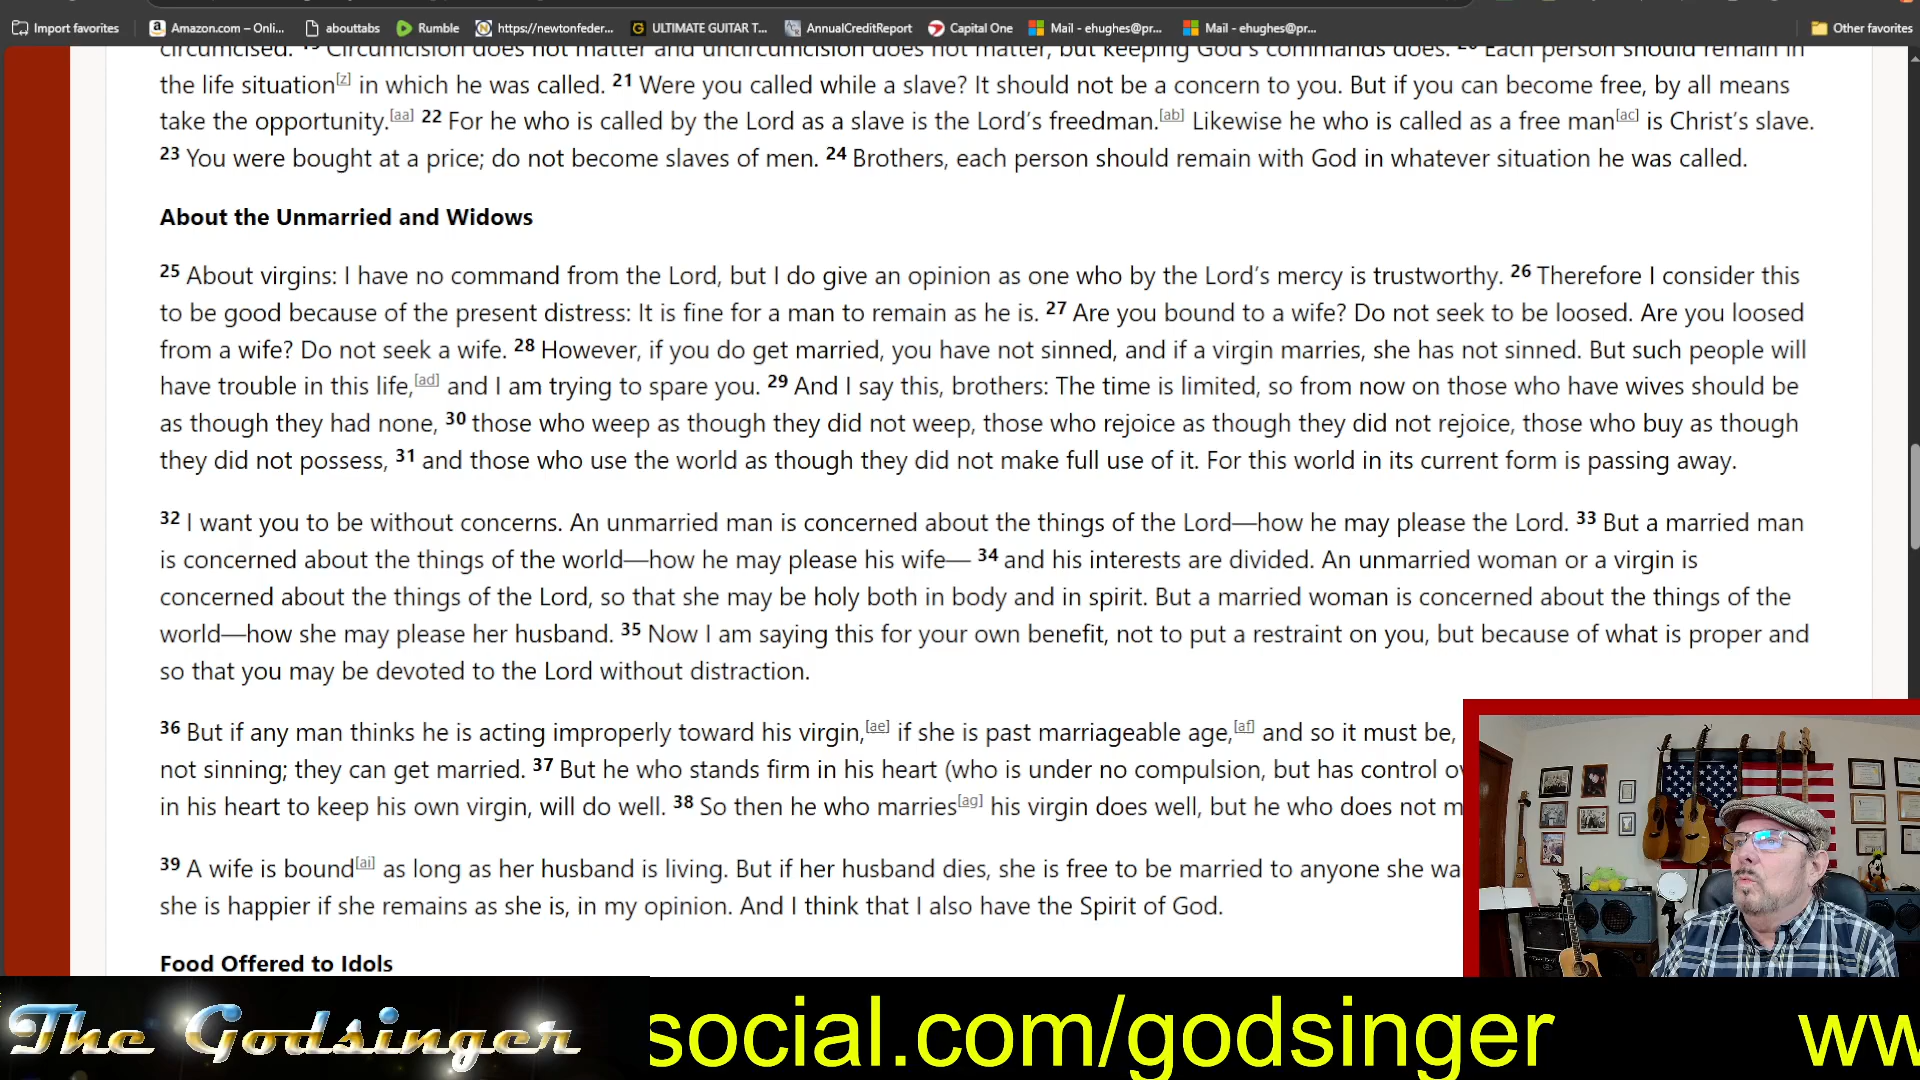 Import favorites
Amazon.com – Onli...
abouttabs
Rumble
https://newtonfeder...
ULTIMATE GUITAR T...
AnnualCreditReport
Capital One
Mail - ehughes@pr...
Mail - ehughes@pr...
Other favorites
circumcised. 19 Circumcision does not matter and uncircumcision does not matter, but keeping God's commands does. 20 Each person should remain in
the life situation[z] in which he was called. 21 Were you called while a slave? It should not be a concern to you. But if you can become free, by all means
take the opportunity.[aa] 22 For he who is called by the Lord as a slave is the Lord's freedman.[ab] Likewise he who is called as a free man[ac] is Christ's slave.
23 You were bought at a price; do not become slaves of men. 24 Brothers, each person should remain with God in whatever situation he was called.
About the Unmarried and Widows
25 About virgins: I have no command from the Lord, but I do give an opinion as one who by the Lord's mercy is trustworthy. 26 Therefore I consider this
to be good because of the present distress: It is fine for a man to remain as he is. 27 Are you bound to a wife? Do not seek to be loosed. Are you loosed
from a wife? Do not seek a wife. 28 However, if you do get married, you have not sinned, and if a virgin marries, she has not sinned. But such people will
have trouble in this life,[ad] and I am trying to spare you. 29 And I say this, brothers: The time is limited, so from now on those who have wives should be
as though they had none, 30 those who weep as though they did not weep, those who rejoice as though they did not rejoice, those who buy as though
they did not possess, 31 and those who use the world as though they did not make full use of it. For this world in its current form is passing away.
32 I want you to be without concerns. An unmarried man is concerned about the things of the Lord—how he may please the Lord. 33 But a married man
is concerned about the things of the world—how he may please his wife— 34 and his interests are divided. An unmarried woman or a virgin is
concerned about the things of the Lord, so that she may be holy both in body and in spirit. But a married woman is concerned about the things of the
world—how she may please her husband. 35 Now I am saying this for your own benefit, not to put a restraint on you, but because of what is proper and
so that you may be devoted to the Lord without distraction.
36 But if any man thinks he is acting improperly toward his virgin,[ae] if she is past marriageable age,[af] and so it must be,
not sinning; they can get married. 37 But he who stands firm in his heart (who is under no compulsion, but has control
in his heart to keep his own virgin, will do well. 38 So then he who marries[ag] his virgin does well, but he who does not
39 A wife is bound[ai] as long as her husband is living. But if her husband dies, she is free to be married to anyone she
she is happier if she remains as she is, in my opinion. And I think that I also have the Spirit of God.
Food Offered to Idols
The Godsinger
social.com/godsinger
ww